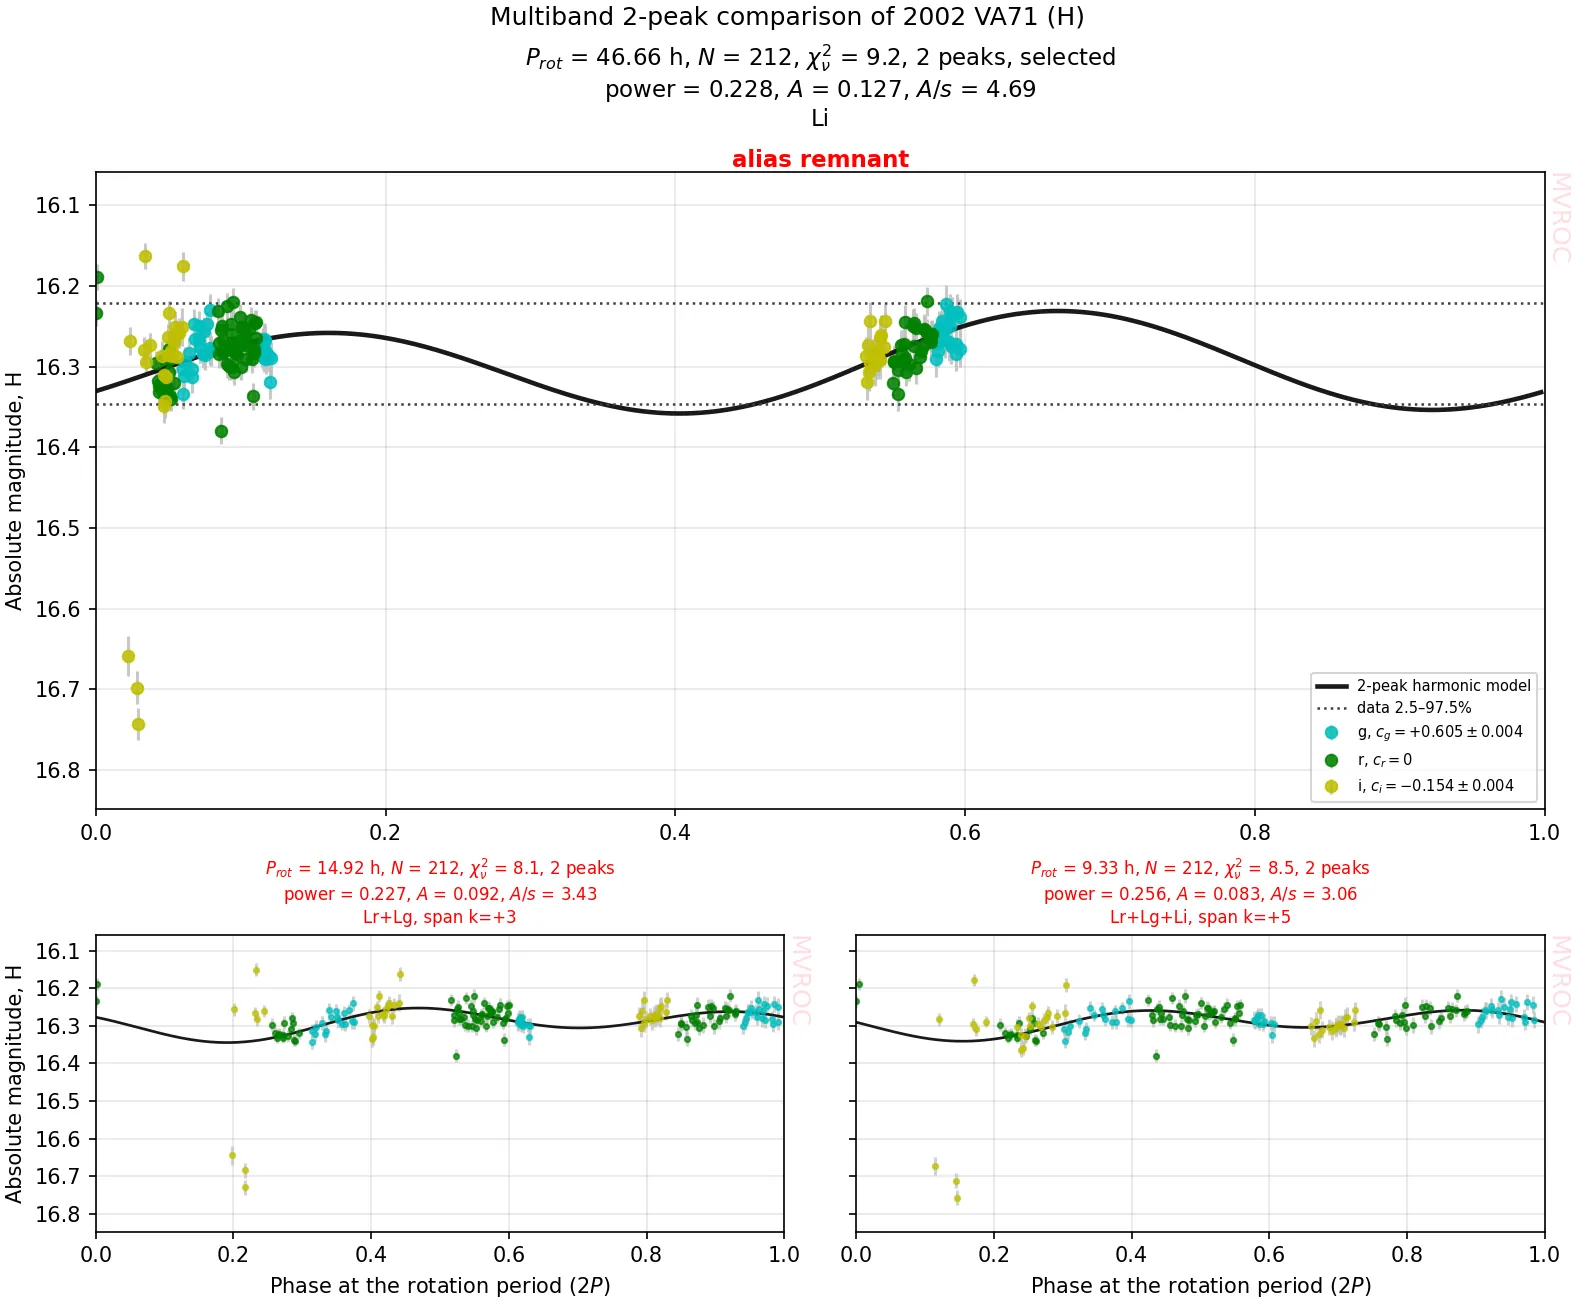 Multiband 2-peak comparison of 2002 VA71 (H)
P_rot = 46.66 h, N = 212, χ²_ν = 9.2, 2 peaks, selected
power = 0.228, A = 0.127, A/s = 4.69
Li
alias remnant
MVROC
Absolute magnitude, H
16.1
16.2
16.3
16.4
16.5
16.6
16.7
16.8
2-peak harmonic model
data 2.5–97.5%
g, c_g = +0.605 ± 0.004
r, c_r = 0
i, c_i = −0.154 ± 0.004
0.0 0.2 0.4 0.6 0.8 1.0
P_rot = 14.92 h, N = 212, χ²_ν = 8.1, 2 peaks
power = 0.227, A = 0.092, A/s = 3.43
Lr+Lg, span k=+3
MVROC
Absolute magnitude, H
16.1
16.2
16.3
16.4
16.5
16.6
16.7
16.8
0.0 0.2 0.4 0.6 0.8 1.0
Phase at the rotation period (2P)
P_rot = 9.33 h, N = 212, χ²_ν = 8.5, 2 peaks
power = 0.256, A = 0.083, A/s = 3.06
Lr+Lg+Li, span k=+5
MVROC
0.0 0.2 0.4 0.6 0.8 1.0
Phase at the rotation period (2P)